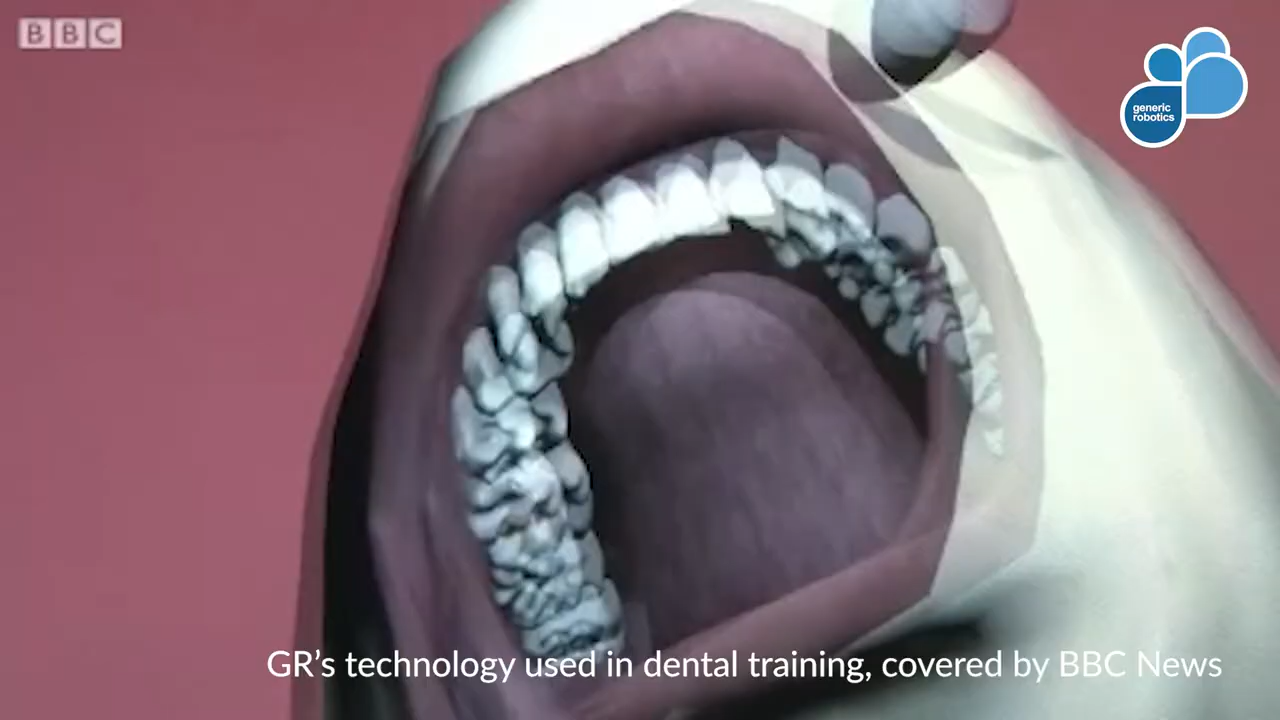 BBC
generic
robotics
GR's technology used in dental training, covered by BBC News